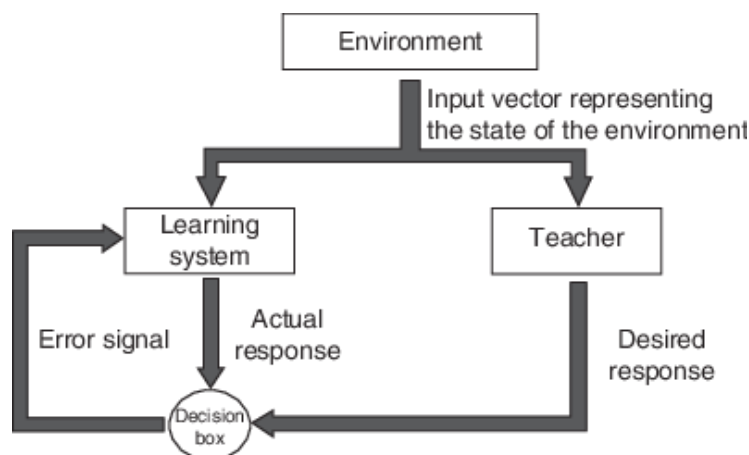 Environment
Input vector representing
the state of the environment
Learning
system
Teacher
Error signal
Actual
response
Desired
response
Decision
box